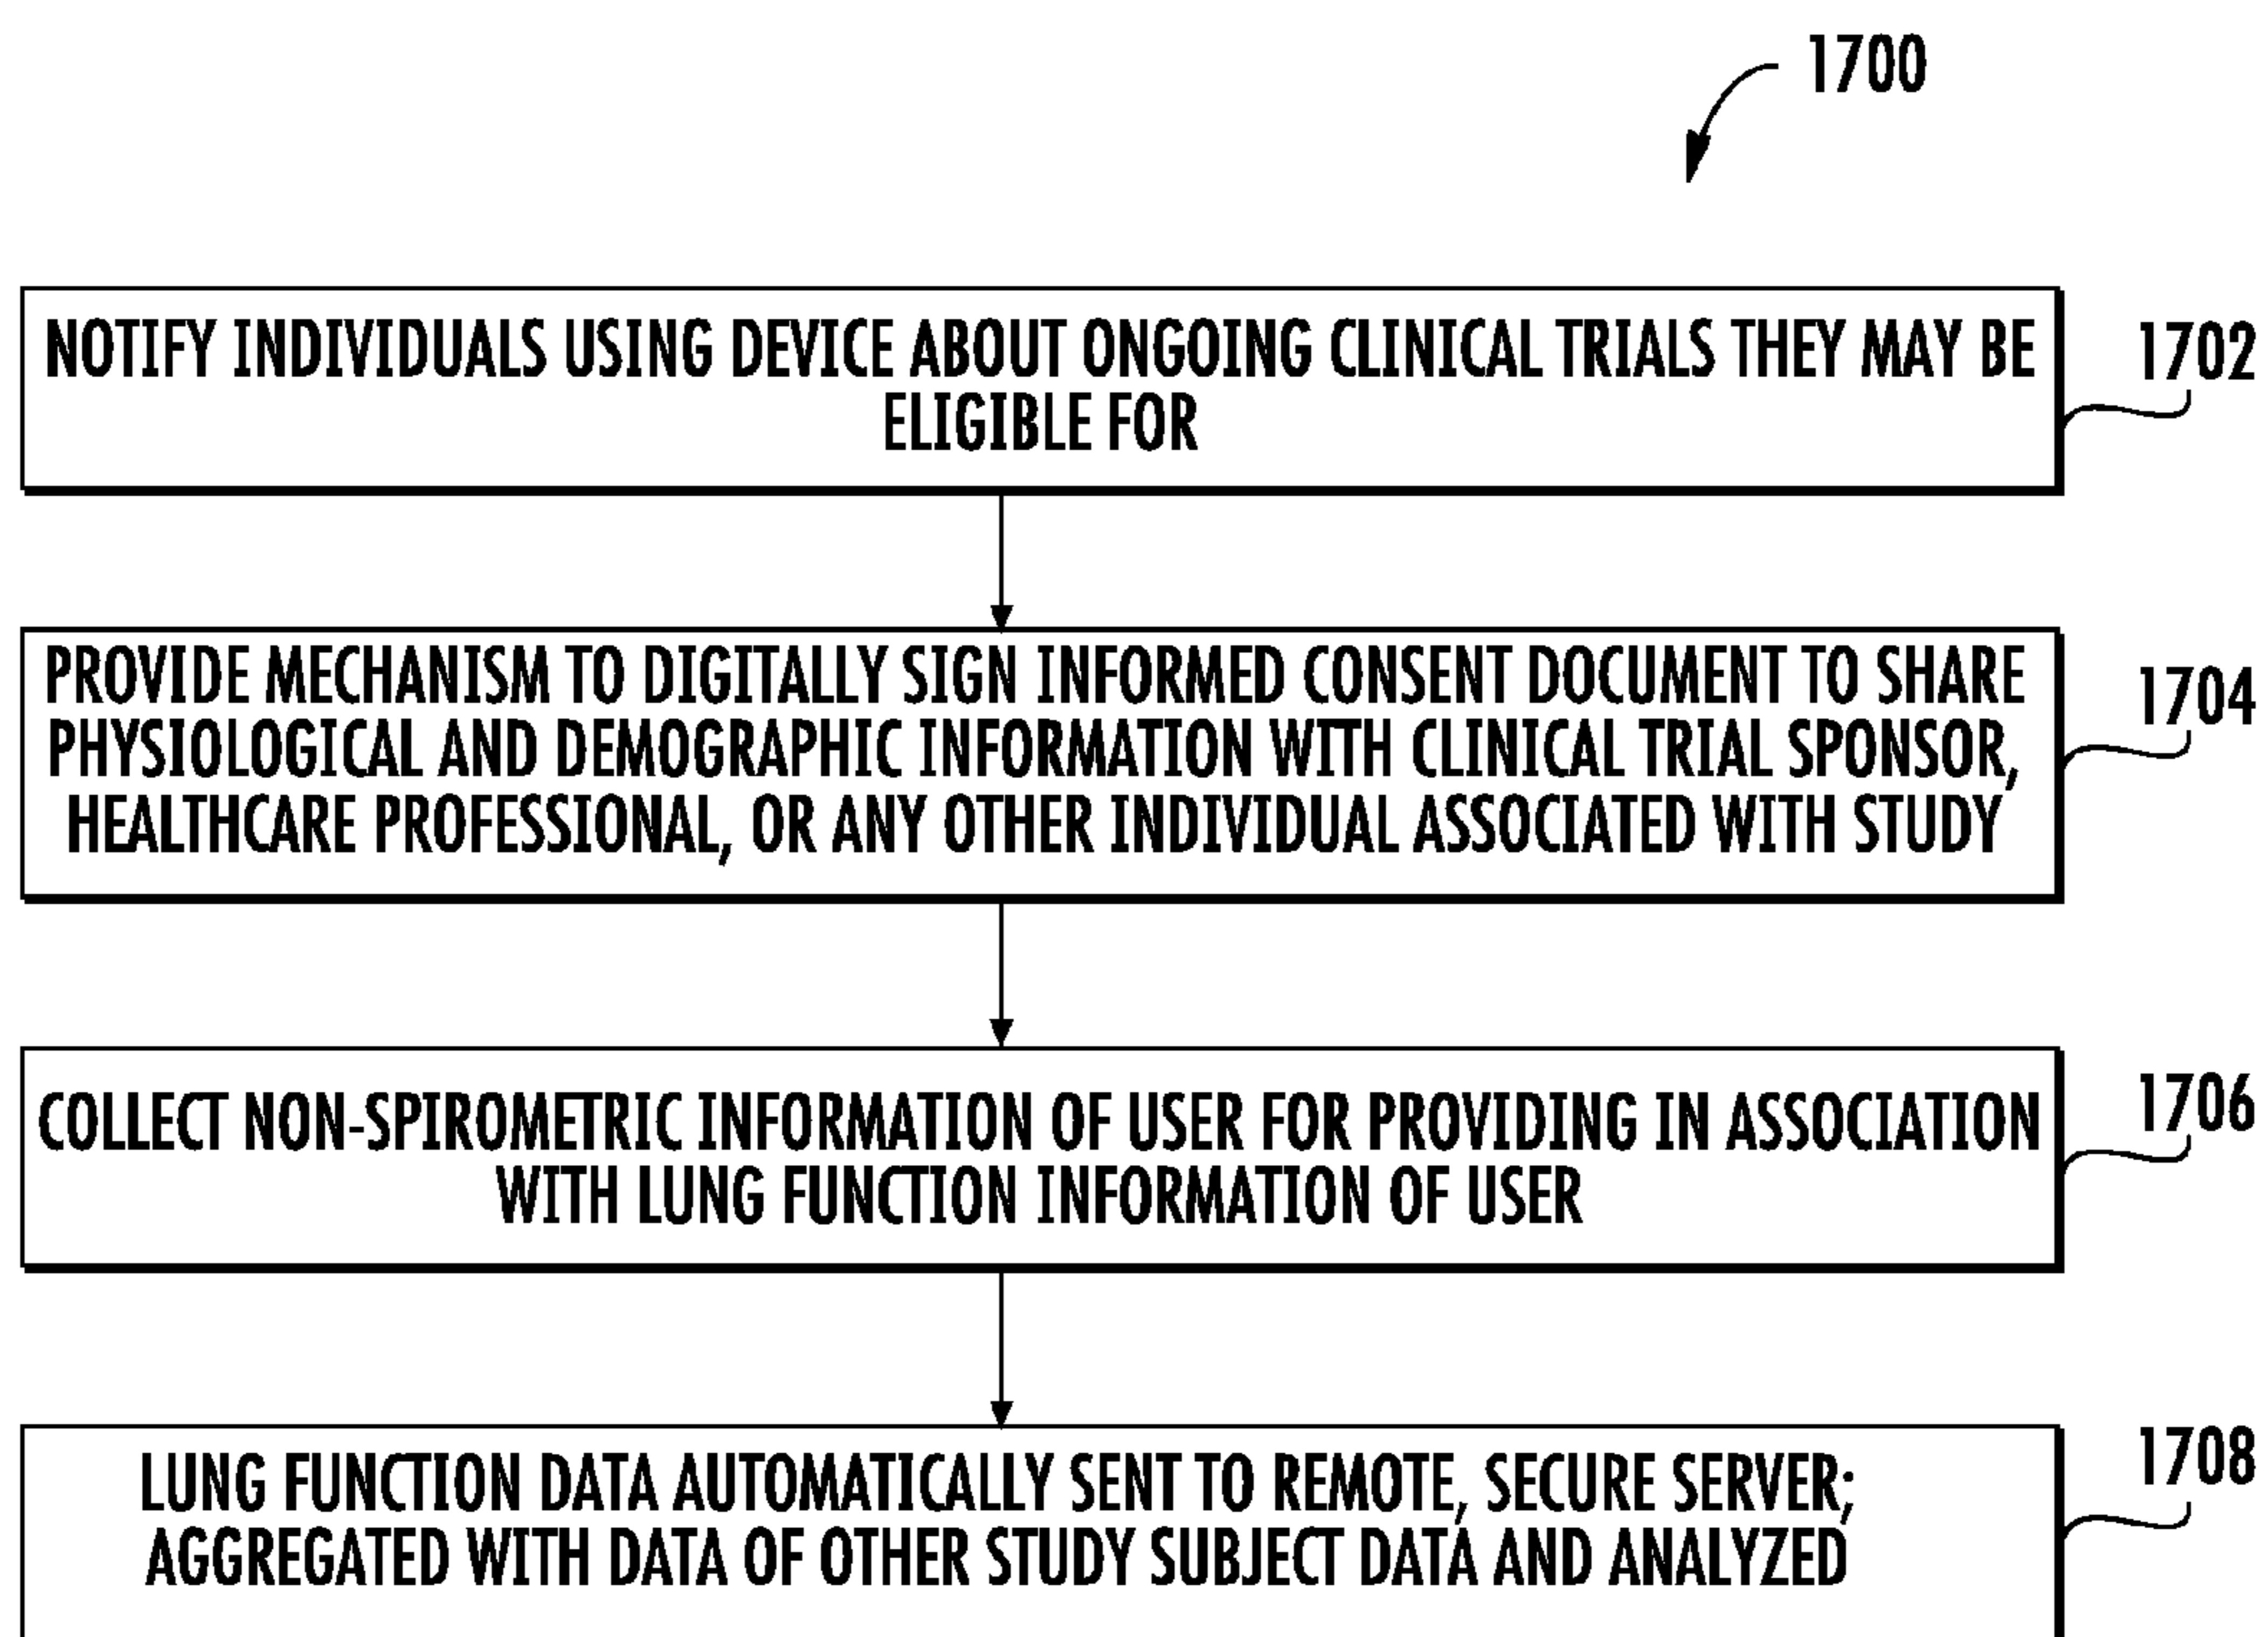 1700
NOTIFY INDIVIDUALS USING DEVICE ABOUT ONGOING CLINICAL TRIALS THEY MAY BE
ELIGIBLE FOR
1702
PROVIDE MECHANISM TO DIGITALLY SIGN INFORMED CONSENT DOCUMENT TO SHARE
PHYSIOLOGICAL AND DEMOGRAPHIC INFORMATION WITH CLINICAL TRIAL SPONSOR,
HEALTHCARE PROFESSIONAL, OR ANY OTHER INDIVIDUAL ASSOCIATED WITH STUDY
1704
COLLECT NON-SPIROMETRIC INFORMATION OF USER FOR PROVIDING IN ASSOCIATION
WITH LUNG FUNCTION INFORMATION OF USER
1706
LUNG FUNCTION DATA AUTOMATICALLY SENT TO REMOTE, SECURE SERVER;
AGGREGATED WITH DATA OF OTHER STUDY SUBJECT DATA AND ANALYZED
1708